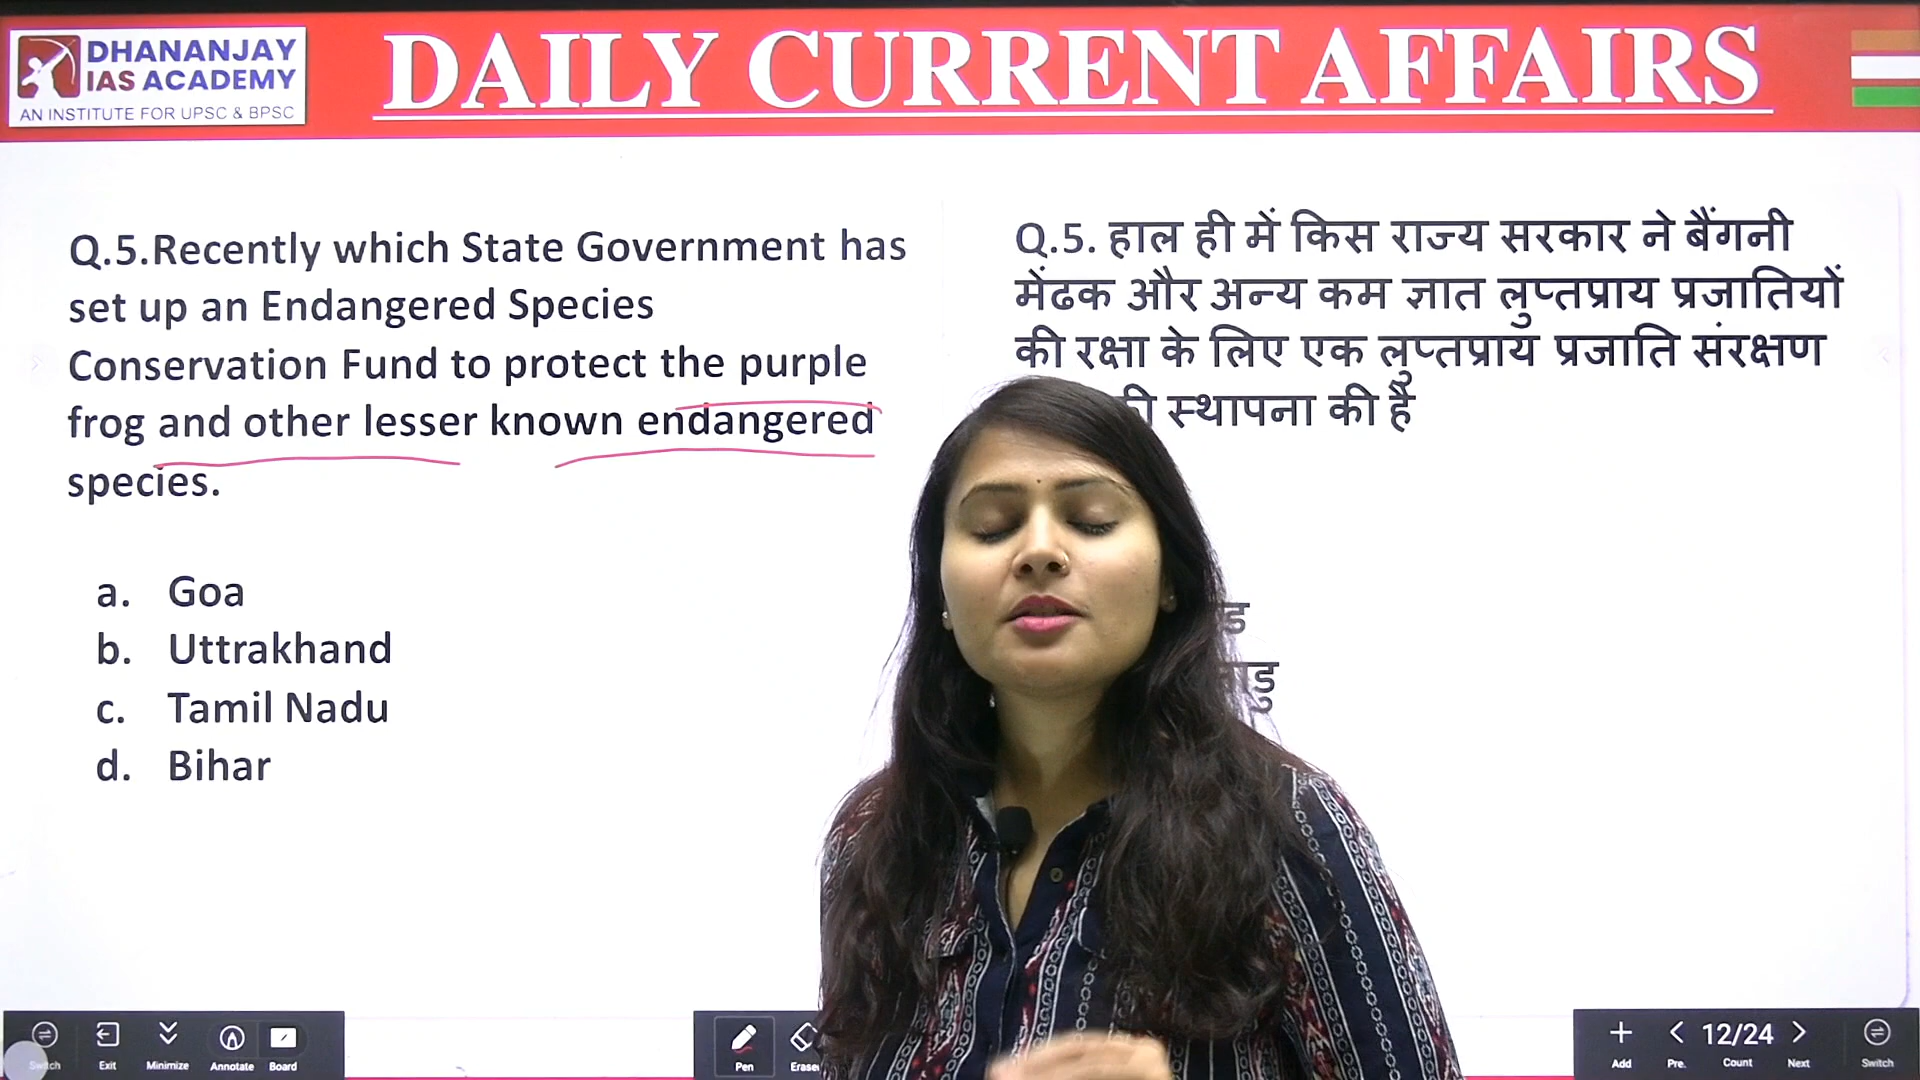 DHANANJAY
IAS ACADEMY
AN INSTITUTE FOR UPSC & BPSC
DAILY CURRENT AFFAIRS
Q.5.Recently which State Government has
set up an Endangered Species
Conservation Fund to protect the purple
frog and other lesser known endangered
species.
a. Goa
b. Uttrakhand
c. Tamil Nadu
d. Bihar
Q.5. हाल ही में किस राज्य सरकार ने बैंगनी
मेंढक और अन्य कम ज्ञात लुप्तप्राय प्रजातियों
की रक्षा के लिए एक लुप्तप्राय प्रजाति संरक्षण
स्थापना की है
Exit
Minimize
Annotate
Board
Pen
Add
Pre.
12/24
Count
Next
Switch